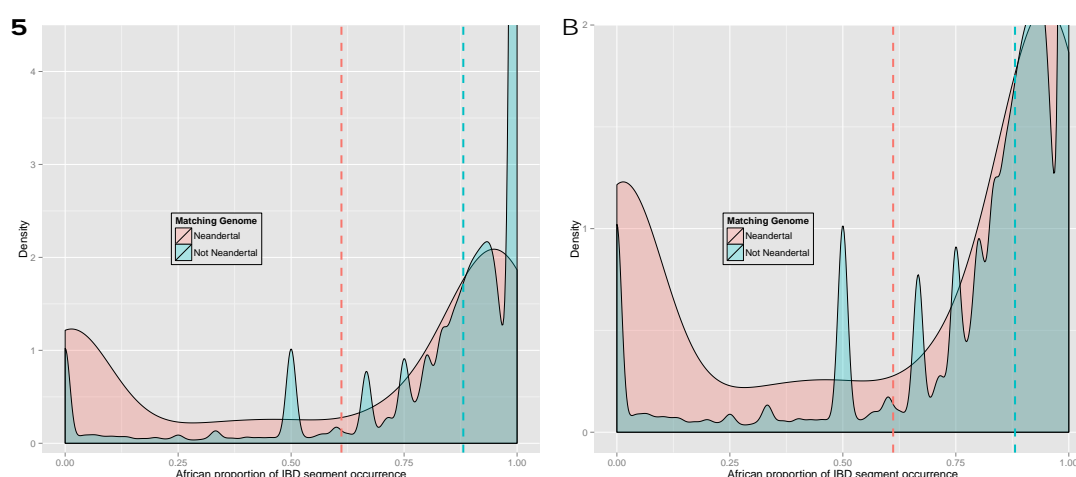 5
4
3
2
1
0
Density
Matching Genome
Neandertal
Not Neandertal
0.00 0.25 0.50 0.75 1.00
African proportion of IBD segment occurrence
B
2
1
0
Density
Matching Genome
Neandertal
Not Neandertal
0.00 0.25 0.50 0.75 1.00
African proportion of IBD segment occurrence